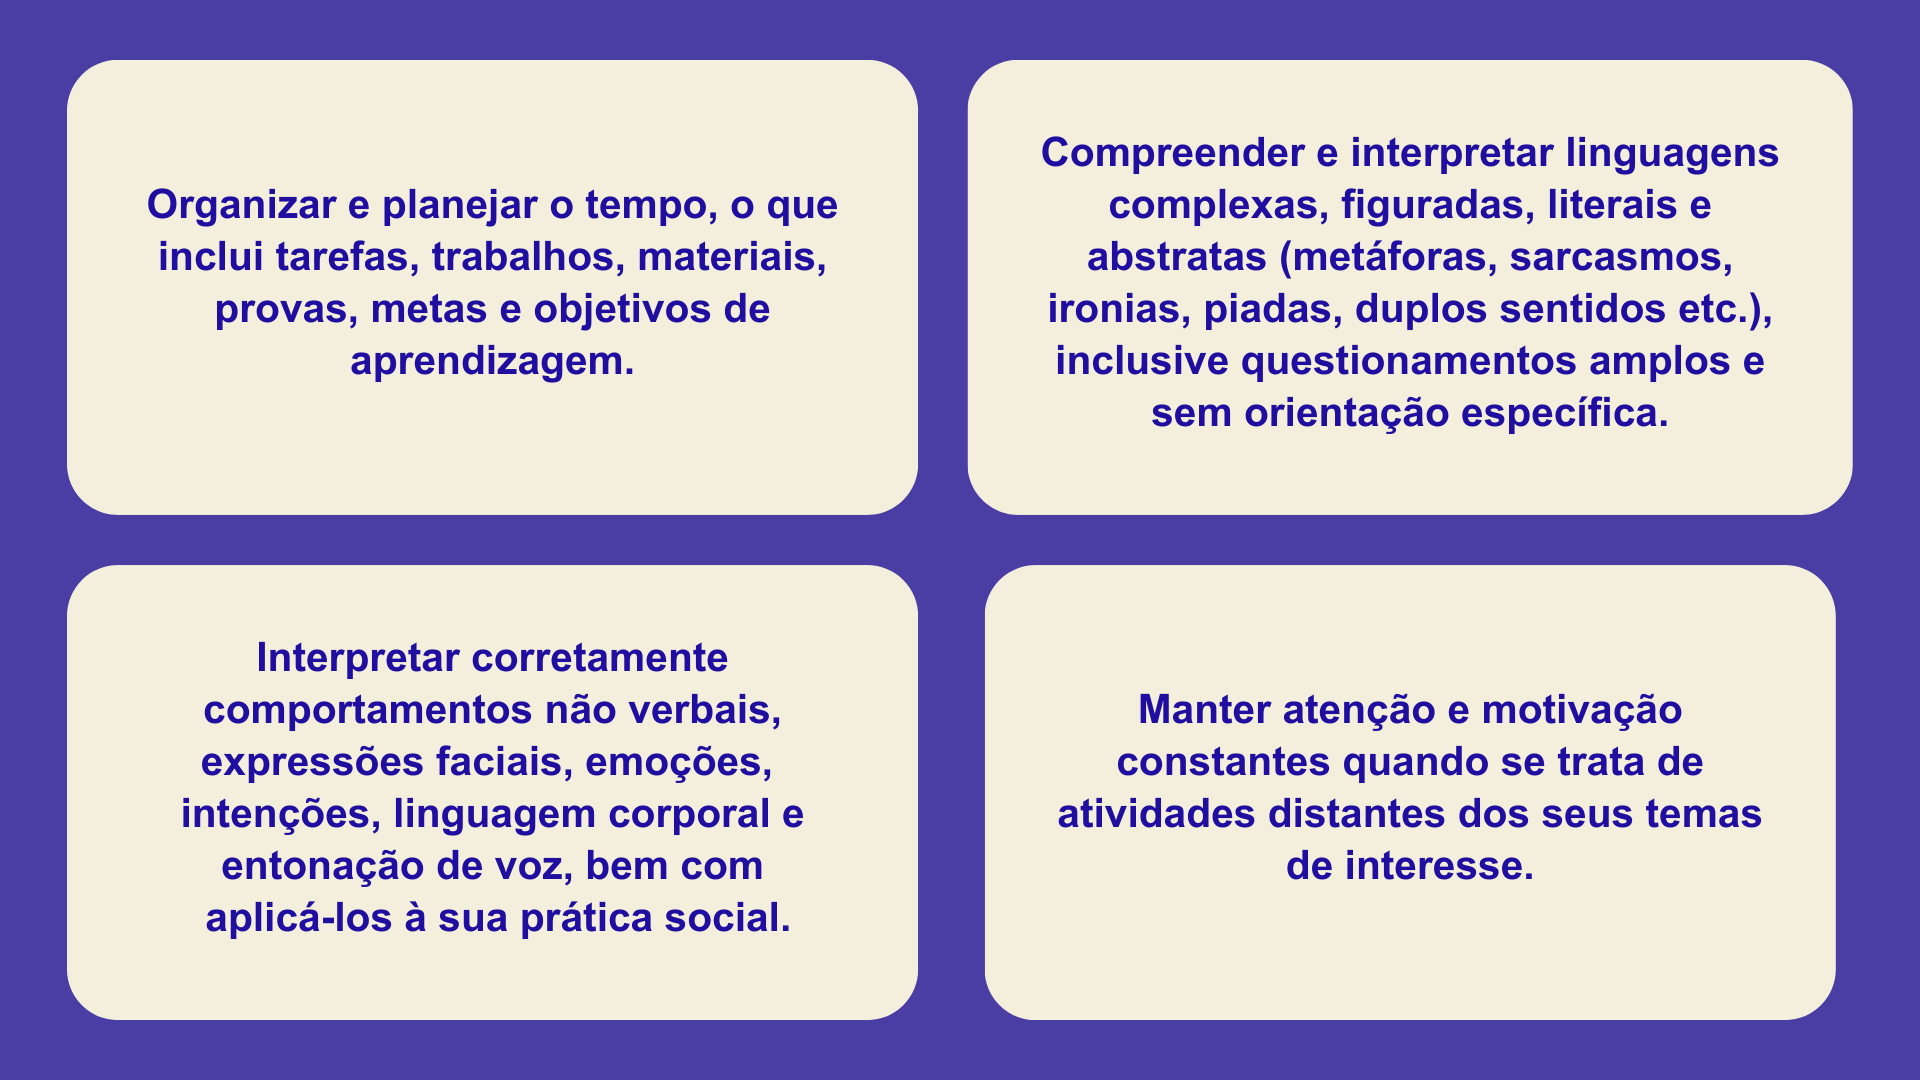 Organizar e planejar o tempo, o que
inclui tarefas, trabalhos, materiais,
provas, metas e objetivos de
aprendizagem.
Compreender e interpretar linguagens
complexas, figuradas, literais e
abstratas (metáforas, sarcasmos,
ironias, piadas, duplos sentidos etc.),
inclusive questionamentos amplos e
sem orientação específica.
Interpretar corretamente
comportamentos não verbais,
expressões faciais, emoções,
intenções, linguagem corporal e
entonação de voz, bem com
aplicá-los à sua prática social.
Manter atenção e motivação
constantes quando se trata de
atividades distantes dos seus temas
de interesse.